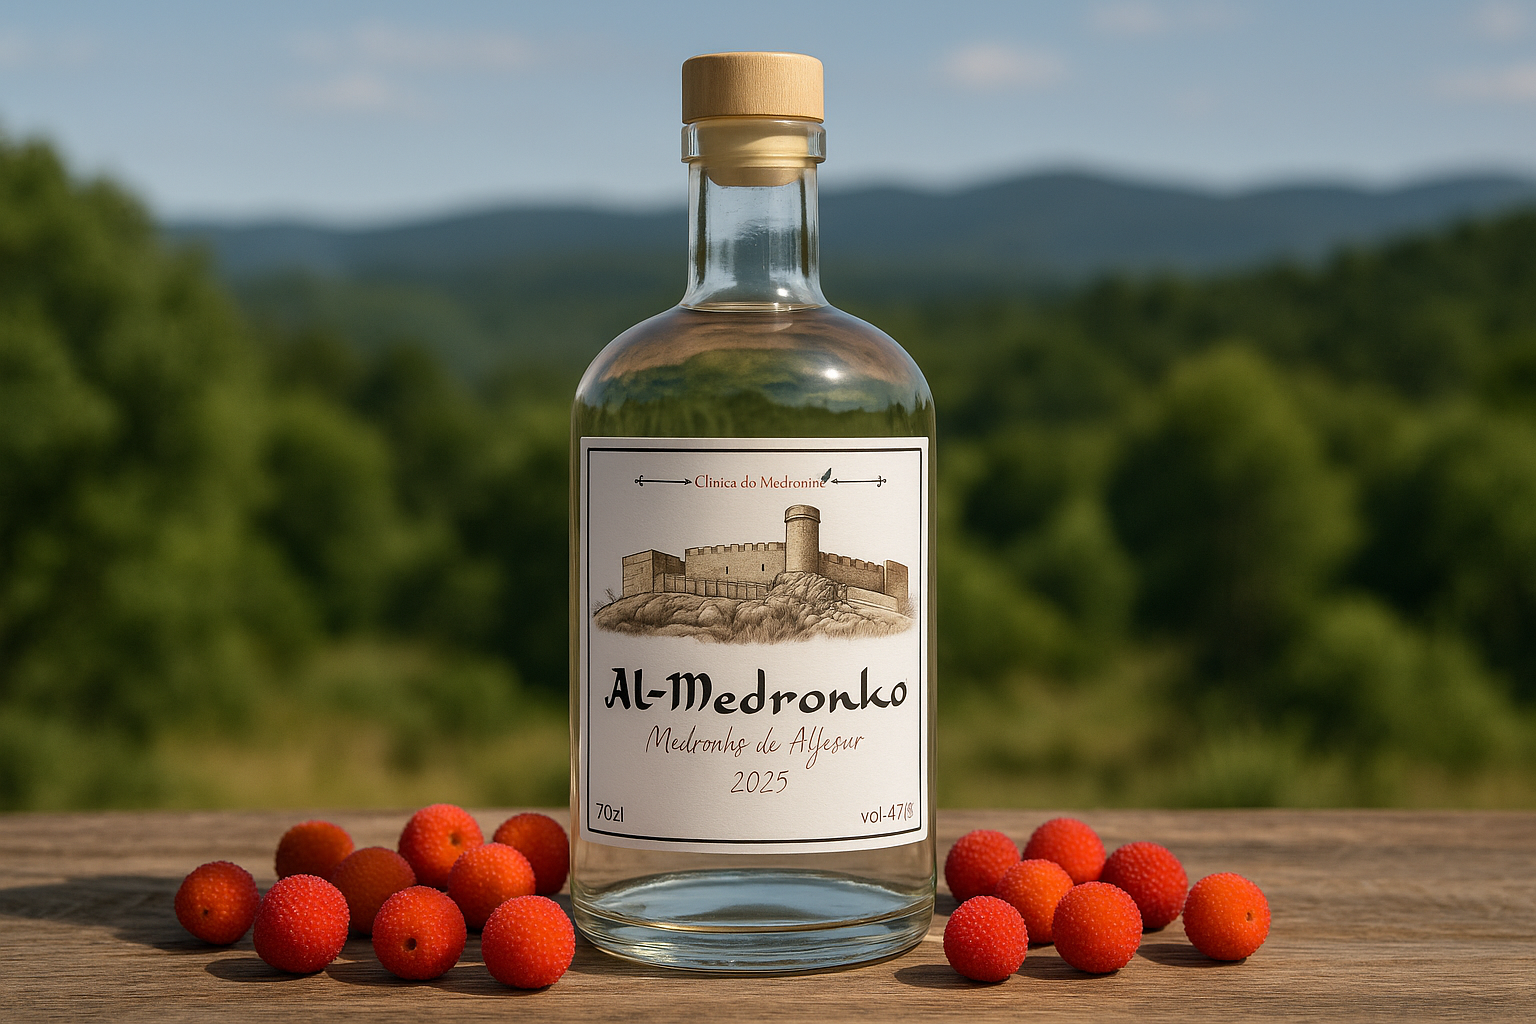 Clinica do Medronine
Al-Medronko
Medronhs de Alfesur
2025
70zl
vol-47